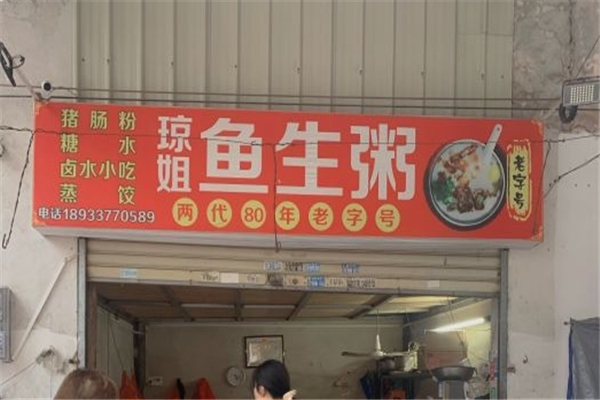 猪肠粉
糖水
卤水小吃
蒸饺
电话18933770589
琼姐
鱼生粥
两代80年老字号
老字号